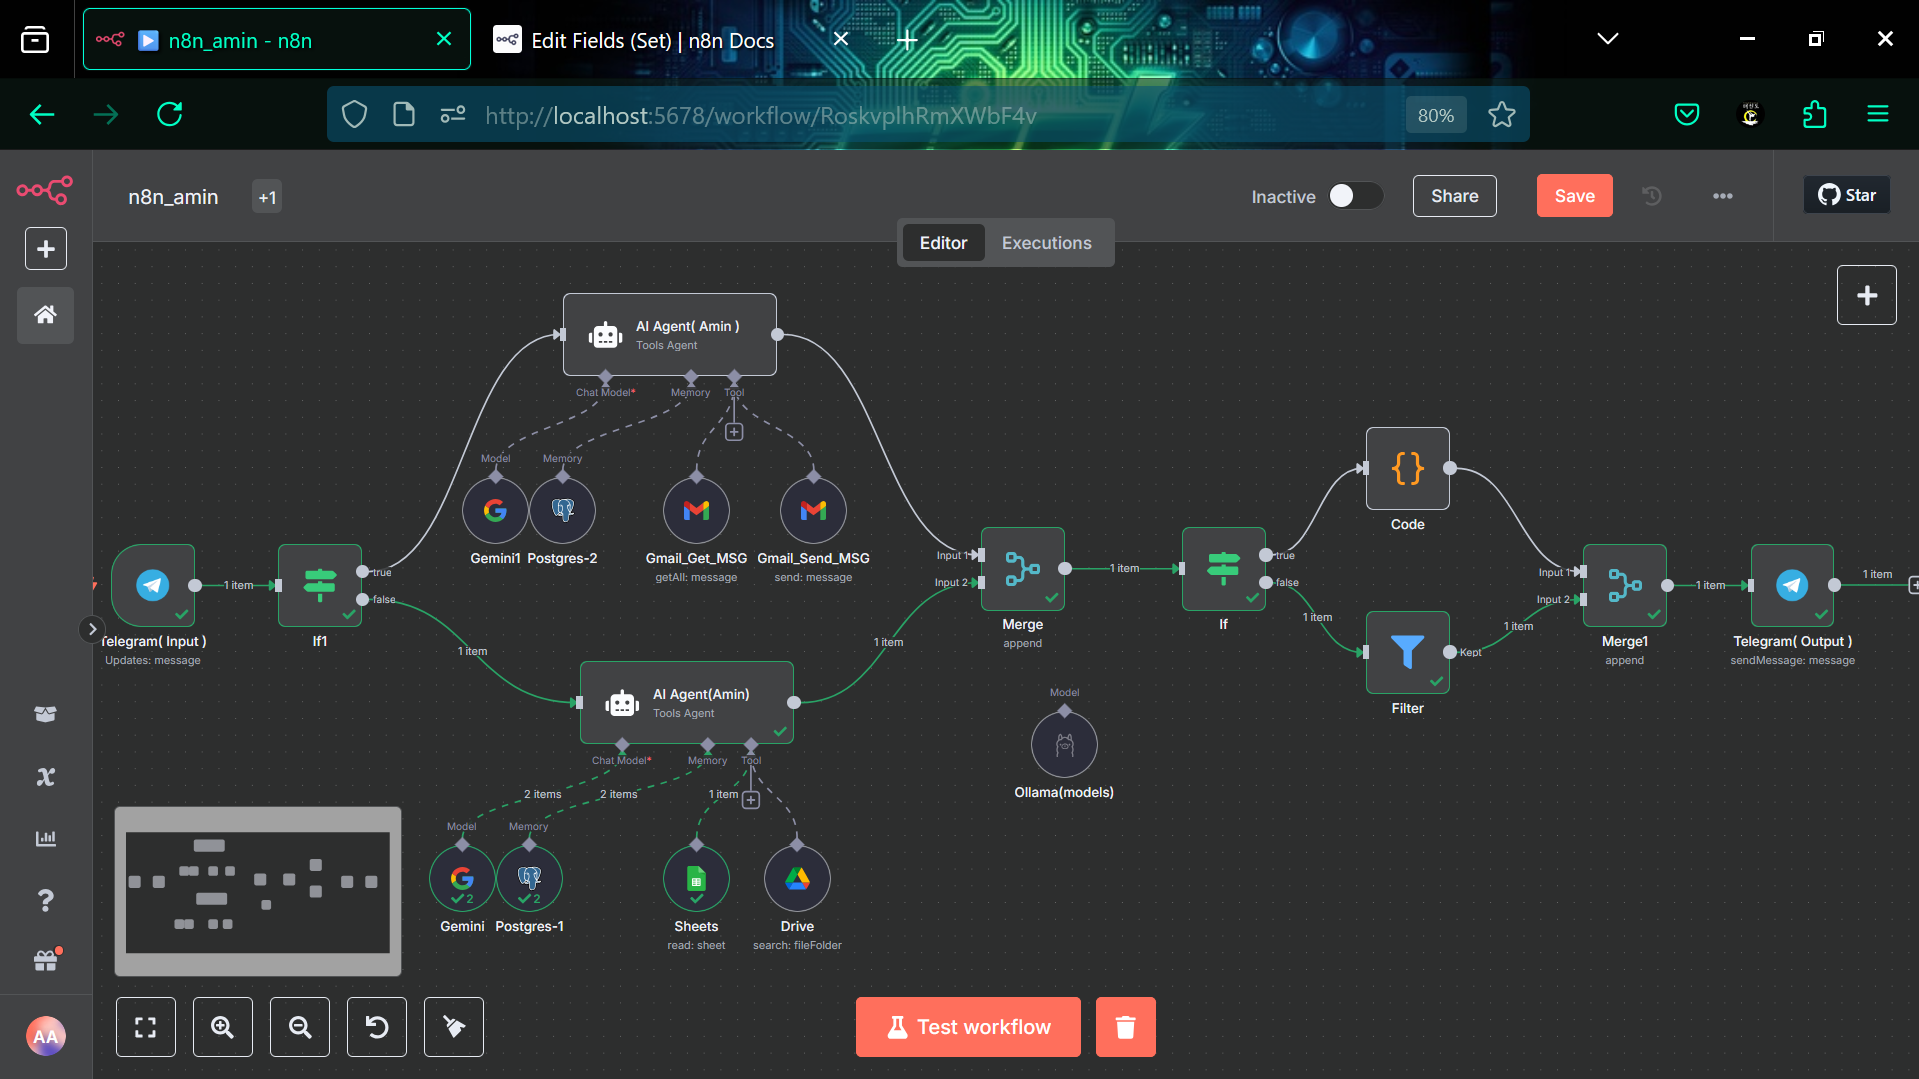 n8n_amin - n8n
Edit Fields (Set) | n8n Docs
http://localhost:5678/workflow/RoskvplhRmXWbF4v
80%
n8n_amin
+1
Inactive
Share
Save
Star
Editor
Executions
AI Agent( Amin )
Tools Agent
Chat Model*
Memory
Tool
Model
Memory
Gemini1
Postgres-2
Gmail_Get_MSG
getAll: message
Gmail_Send_MSG
send: message
Telegram( Input )
Updates: message
1 item
If1
true
false
1 item
AI Agent(Amin)
Tools Agent
Chat Model*
Memory
Tool
2 items
2 items
1 item
Model
Memory
2
2
Gemini
Postgres-1
Sheets
read: sheet
Drive
search: fileFolder
1 item
Input 1
Input 2
Merge
append
1 item
If
true
false
1 item
Model
Ollama(models)
Code
Filter
Kept
1 item
Input 1
Input 2
Merge1
append
1 item
Telegram( Output )
sendMessage: message
1 item
AA
Test workflow